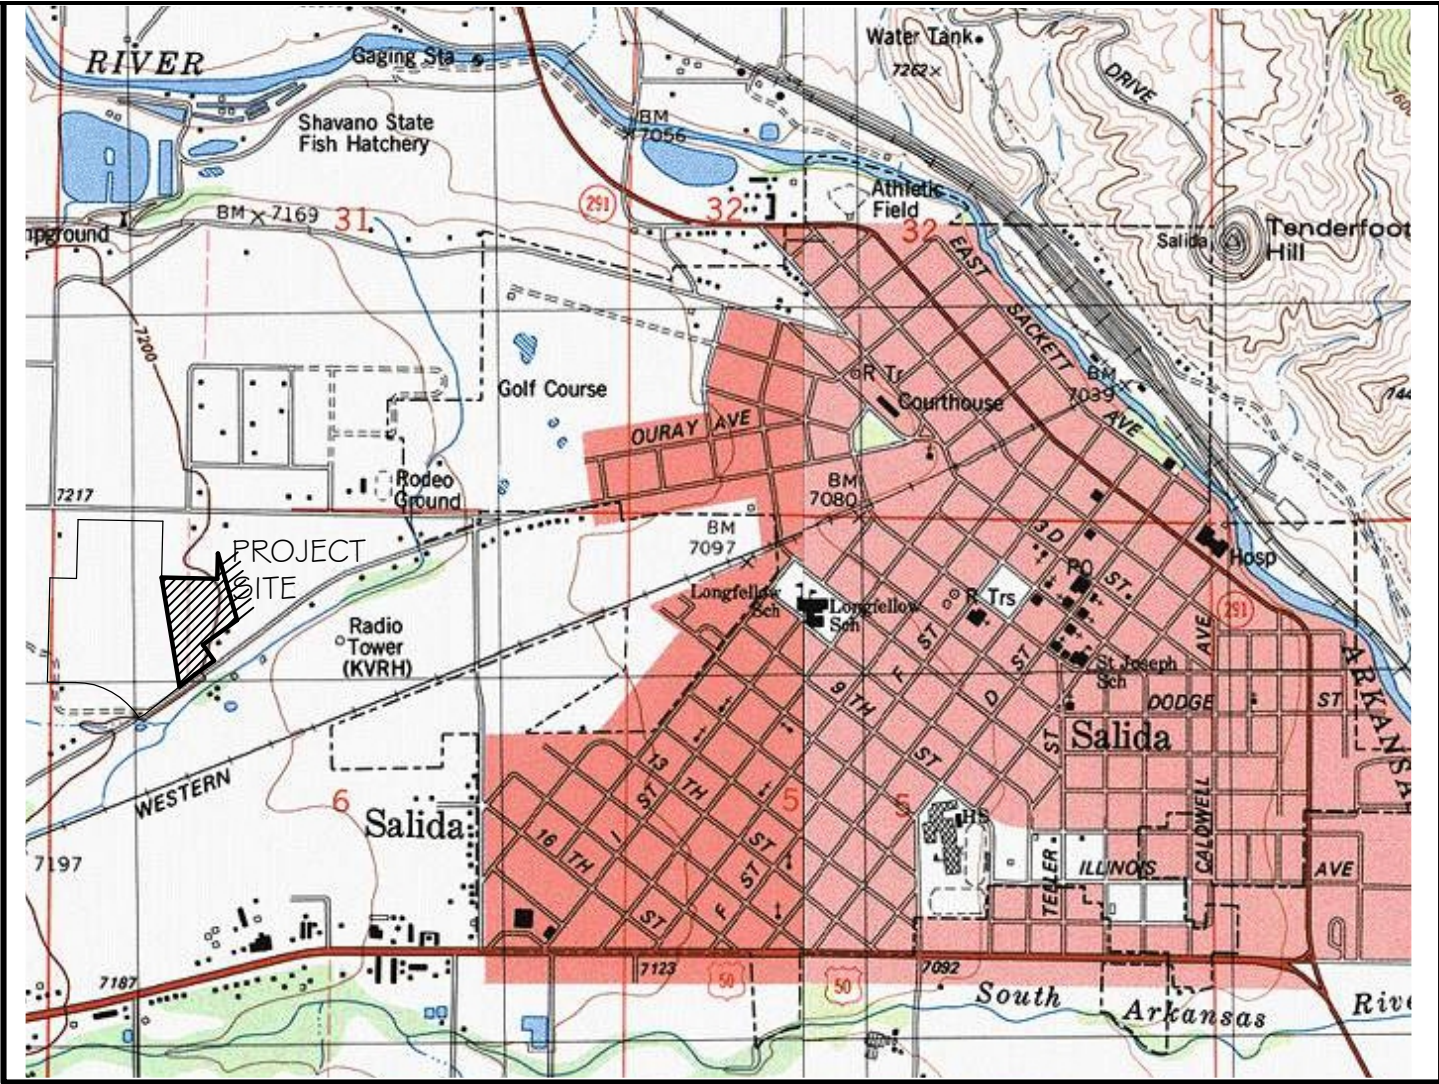 RIVER
Gaging Sta
Water Tank
7262
DRIVE
Shavano State
Fish Hatchery
BM
7056
291
Athletic
Field
BM 7169
31
32
32
Salida
Tenderfoot
Hill
EAST
SACKETT
AVE
7200
Golf Course
R Tr
Courthouse
BM
7039
OURAY AVE
Rodeo
Ground
7217
BM
7080
BM
7097
PROJECT
SITE
3 D
ST
PO
Hosp
Longfellow
Sch
Longfellow
Sch
R Trs
291
Radio
Tower
(KVRH)
F ST
D ST
St Joseph
Sch
AVE
ARKANSA
9 TH
ST
ST
DODGE
ST
Salida
13 TH
ST
WESTERN
6
5
5
Salida
HS
CALDWELL
16 TH
ST
I ST
F ST
TELLER
ILLINOIS
AVE
7197
7187
7123
50
50
7092
South Arkansas